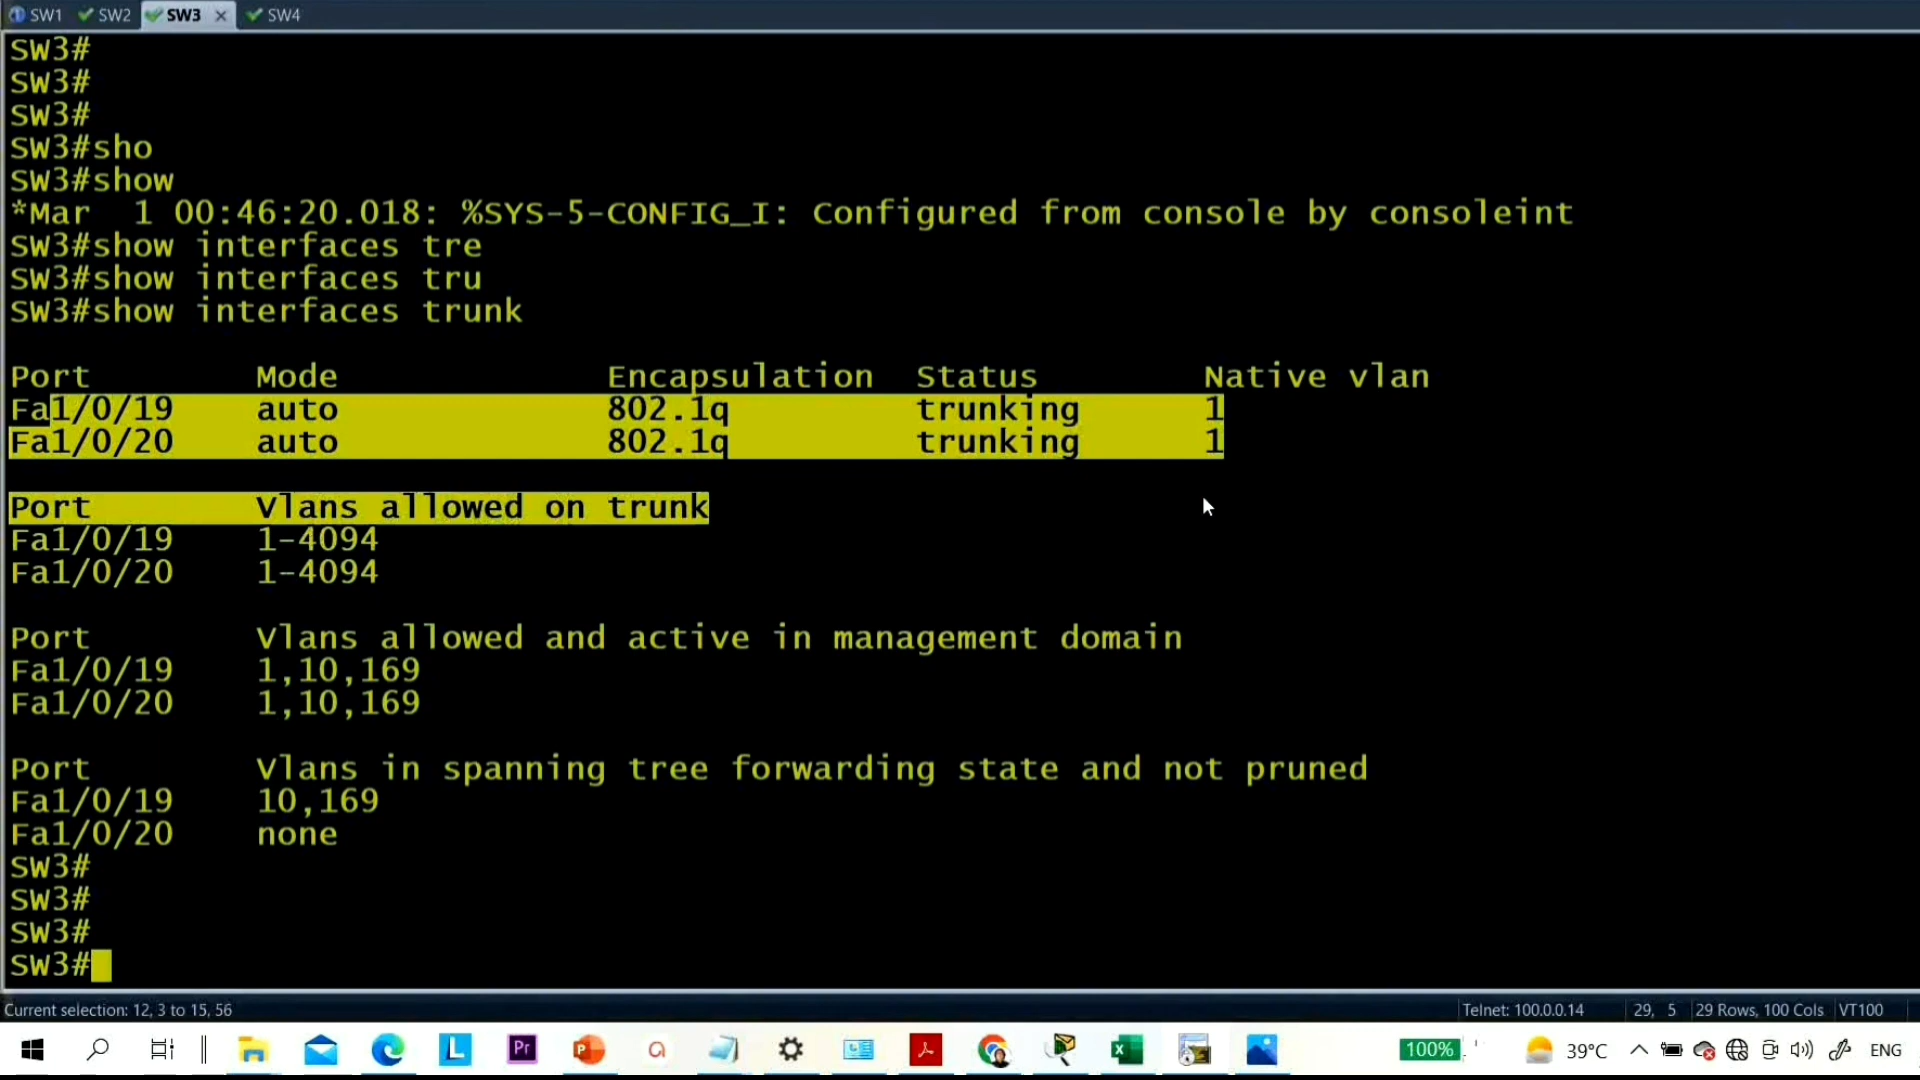 SW1 SW2 SW3 × SW4
SW3#
SW3#
SW3#
SW3#sho
SW3#show
*Mar  1 00:46:20.018: %SYS-5-CONFIG_I: Configured from console by consoleint
SW3#show interfaces tre
SW3#show interfaces tru
SW3#show interfaces trunk
Port Mode Encapsulation Status Native vlan
Fa1/0/19 auto 802.1q trunking 1
Fa1/0/20 auto 802.1q trunking 1
Port Vlans allowed on trunk
Fa1/0/19 1-4094
Fa1/0/20 1-4094
Port Vlans allowed and active in management domain
Fa1/0/19 1,10,169
Fa1/0/20 1,10,169
Port Vlans in spanning tree forwarding state and not pruned
Fa1/0/19 10,169
Fa1/0/20 none
SW3#
SW3#
SW3#
SW3#
Current selection: 12, 3 to 15, 56 Telnet: 100.0.0.14 29, 5 29 Rows, 100 Cols VT100
L Pr P X 100% 39°C ENG